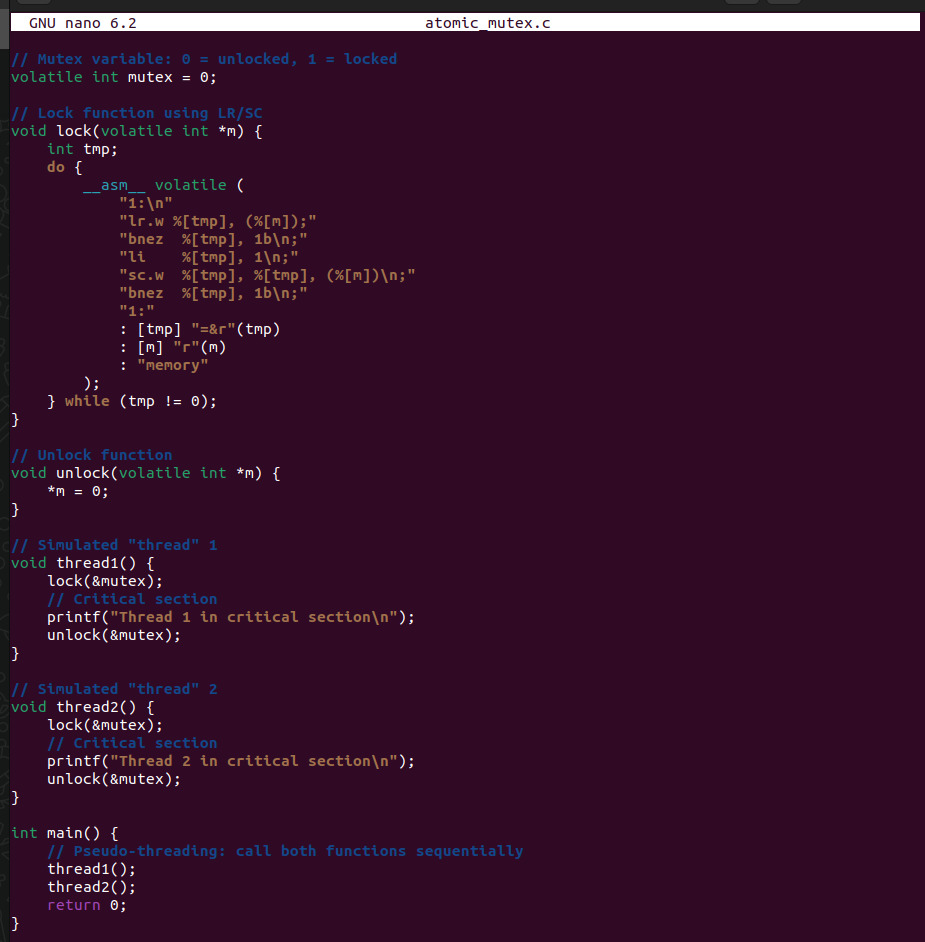 GNU nano 6.2 atomic_mutex.c
// Mutex variable: 0 = unlocked, 1 = locked
volatile int mutex = 0;
// Lock function using LR/SC
void lock(volatile int *m) {
    int tmp;
    do {
        __asm__ volatile (
            "1:\n"
            "lr.w %[tmp], (%[m]);"
            "bnez  %[tmp], 1b\n;"
            "li    %[tmp], 1\n;"
            "sc.w  %[tmp], %[tmp], (%[m])\n;"
            "bnez  %[tmp], 1b\n;"
            "1:"
            : [tmp] "=&r"(tmp)
            : [m] "r"(m)
            : "memory"
        );
    } while (tmp != 0);
}
// Unlock function
void unlock(volatile int *m) {
    *m = 0;
}
// Simulated "thread" 1
void thread1() {
    lock(&mutex);
    // Critical section
    printf("Thread 1 in critical section\n");
    unlock(&mutex);
}
// Simulated "thread" 2
void thread2() {
    lock(&mutex);
    // Critical section
    printf("Thread 2 in critical section\n");
    unlock(&mutex);
}
int main() {
    // Pseudo-threading: call both functions sequentially
    thread1();
    thread2();
    return 0;
}